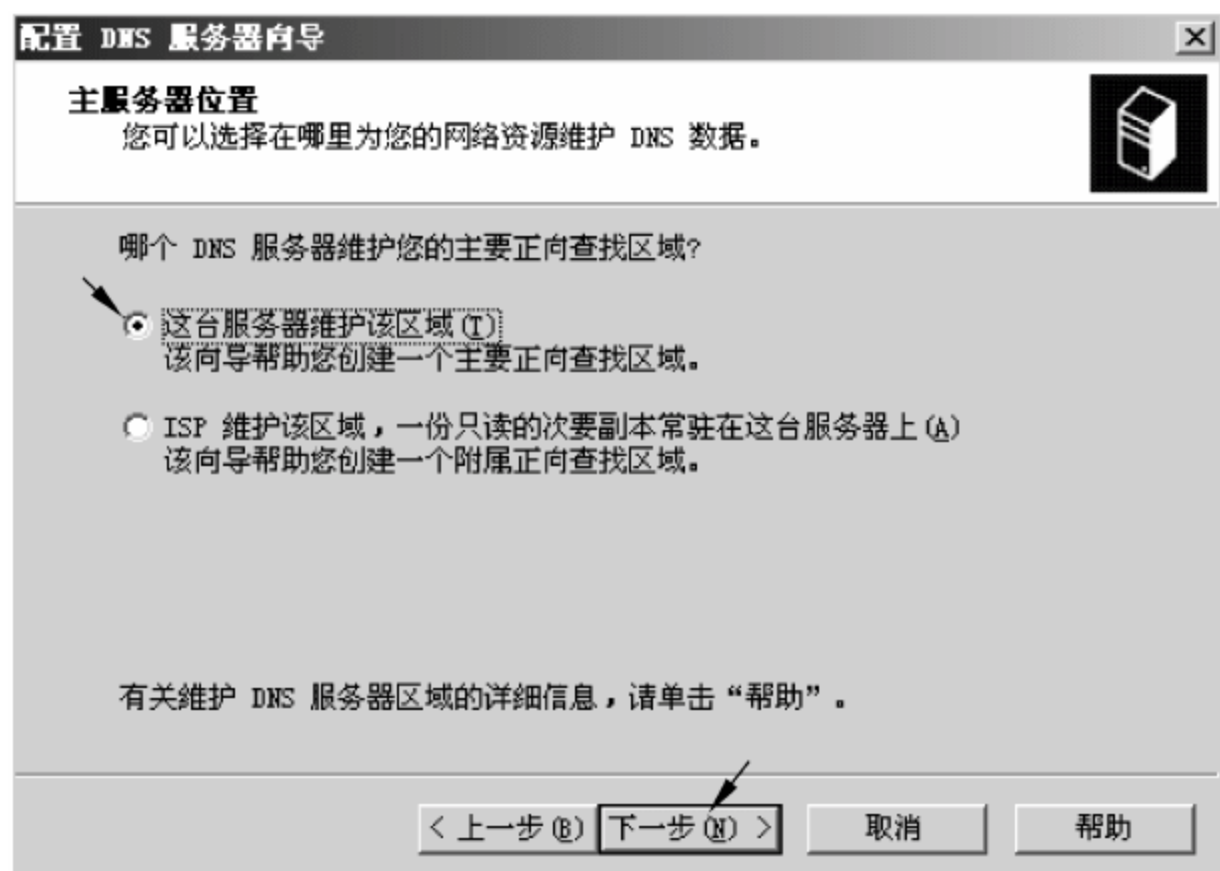 配置 DNS 服务器向导
主服务器位置
您可以选择在哪里为您的网络资源维护 DNS 数据。
哪个 DNS 服务器维护您的主要正向查找区域?
这台服务器维护该区域(T)
该向导帮助您创建一个主要正向查找区域。
ISP 维护该区域，一份只读的次要副本常驻在这台服务器上(A)
该向导帮助您创建一个附属正向查找区域。
有关维护 DNS 服务器区域的详细信息，请单击“帮助”。
< 上一步(B) 下一步(N) > 取消 帮助